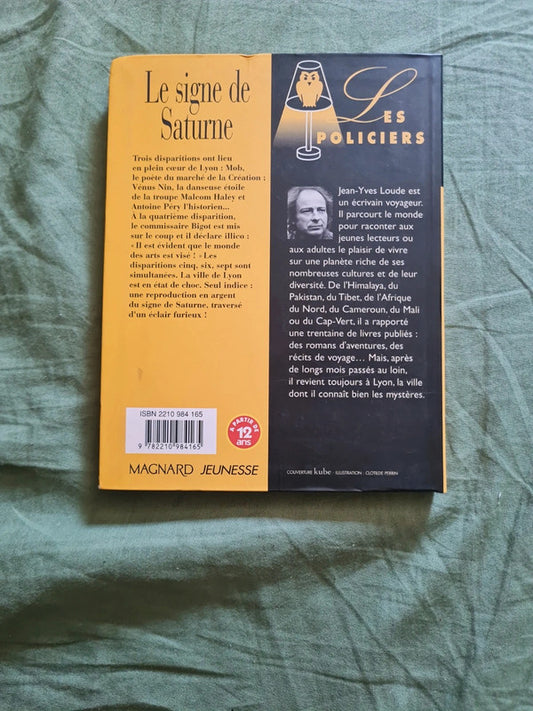 Le signe de
Saturne
Trois disparitions ont lieu
en plein cœur de Lyon : Mob,
le poète du marché de la Création ;
Vénus Nin, la danseuse étoile
de la troupe Malcom Haley et
Antoine Péry l'historien...
À la quatrième disparition,
le commissaire Bigot est mis
sur le coup et il déclare illico :
« Il est évident que le monde
des arts est visé ! » Les
disparitions cinq, six, sept sont
simultanées. La ville de Lyon
est en état de choc. Seul indice :
une reproduction en argent
du signe de Saturne, traversé
d'un éclair furieux !
ISBN 2210 984 165
9 782210 984165
A PARTIR DE
12
ans
MAGNARD JEUNESSE
LES
POLICIERS
Jean-Yves Loude est
un écrivain voyageur.
Il parcourt le monde
pour raconter aux
jeunes lecteurs ou
aux adultes le plaisir de vivre
sur une planète riche de ses
nombreuses cultures et de leur
diversité. De l'Himalaya, du
Pakistan, du Tibet, de l'Afrique
du Nord, du Cameroun, du Mali
ou du Cap-Vert, il a rapporté
une trentaine de livres publiés :
des romans d'aventures, des
récits de voyage... Mais, après
de longs mois passés au loin,
il revient toujours à Lyon, la ville
dont il connaît bien les mystères.
COUVERTURE kube · ILLUSTRATION : CLOTILDE PERRIN